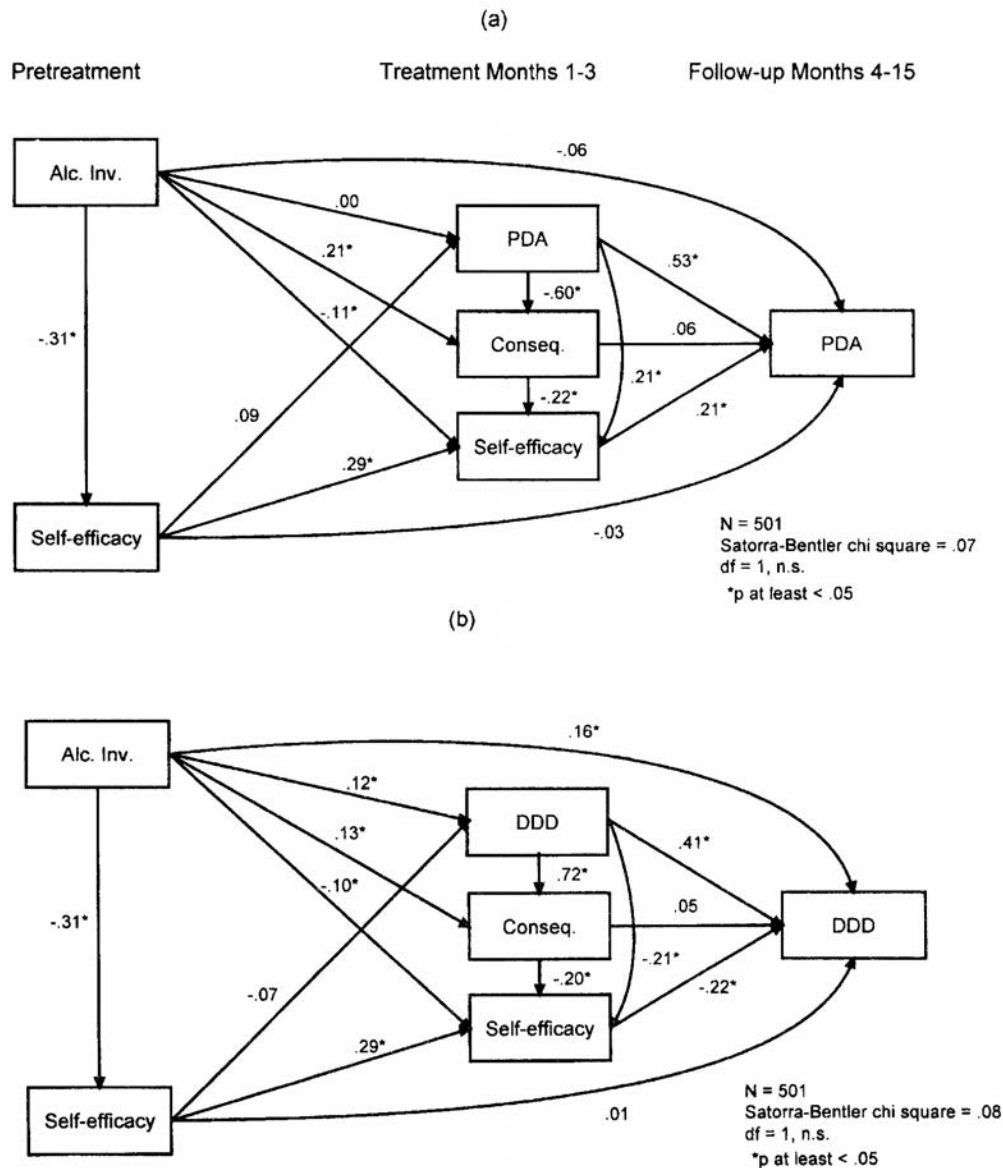 (a)
Pretreatment Treatment Months 1-3 Follow-up Months 4-15
-.06
Alc. Inv.
.00
PDA
.21*
.53*
-.60*
-.11*
-.31*
Conseq.
.06
PDA
.21*
-.22*
.09
.21*
Self-efficacy
.29*
Self-efficacy
-.03
N = 501
Satorra-Bentler chi square = .07
df = 1, n.s.
*p at least < .05
(b)
.16*
Alc. Inv.
.12*
DDD
.13*
.41*
.72*
-.10*
-.31*
Conseq.
.05
DDD
-.21*
-.20*
-.22*
-.07
Self-efficacy
.29*
Self-efficacy
.01
N = 501
Satorra-Bentler chi square = .08
df = 1, n.s.
*p at least < .05